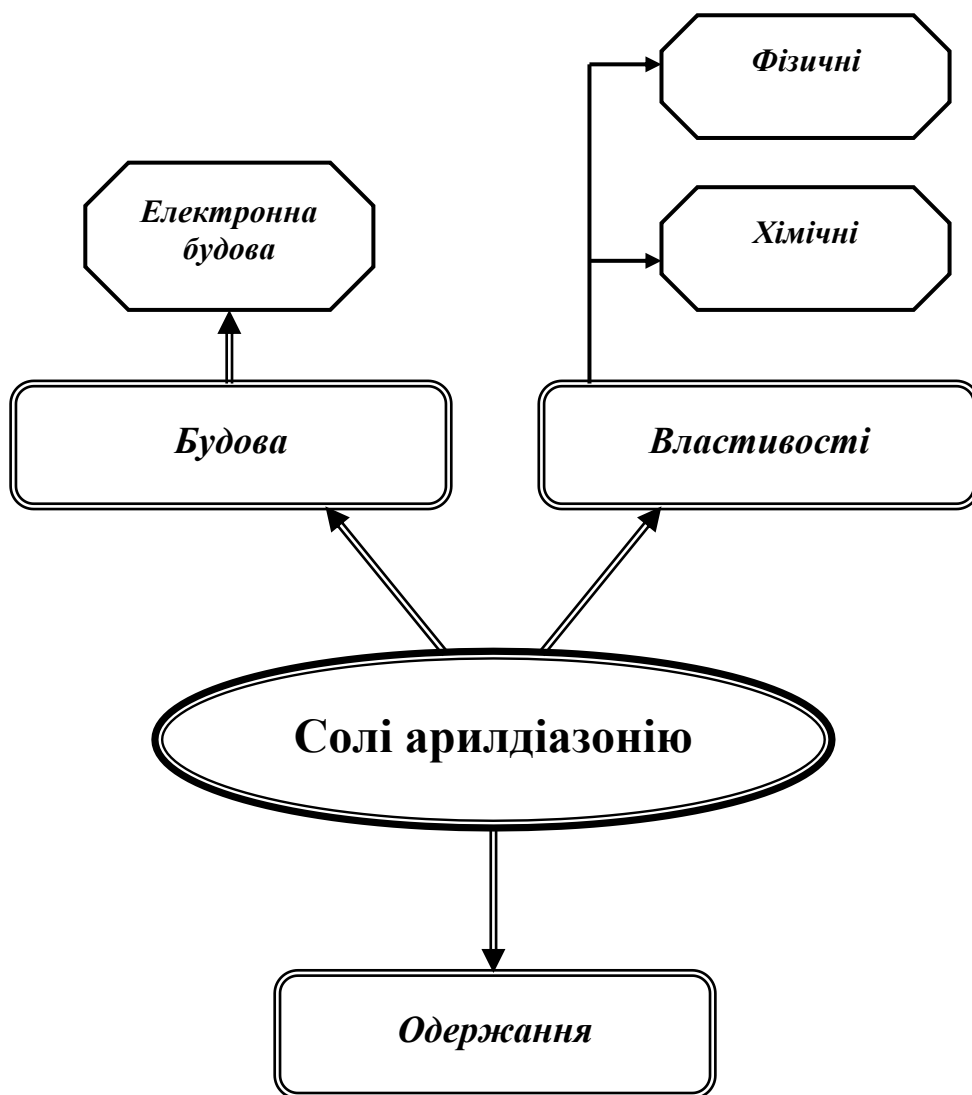 Фізичні
Електронна
будова
Хімічні
Будова
Властивості
Солі арилдіазонію
Одержання